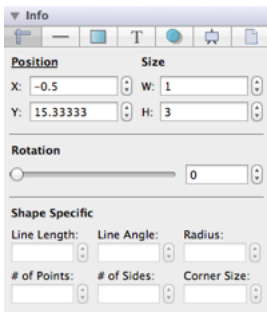 Info
T
Position Size
X: -0.5 W: 1
Y: 15.33333 H: 3
Rotation
0
Shape Specific
Line Length: Line Angle: Radius:
# of Points: # of Sides: Corner Size: